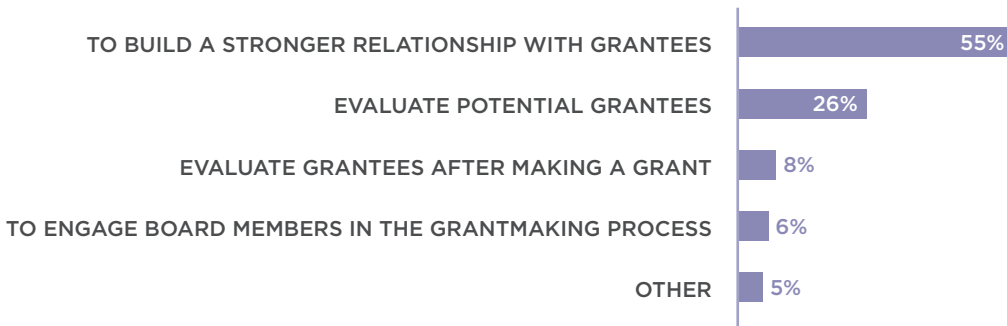 TO BUILD A STRONGER RELATIONSHIP WITH GRANTEES 55%
EVALUATE POTENTIAL GRANTEES 26%
EVALUATE GRANTEES AFTER MAKING A GRANT 8%
TO ENGAGE BOARD MEMBERS IN THE GRANTMAKING PROCESS 6%
OTHER 5%